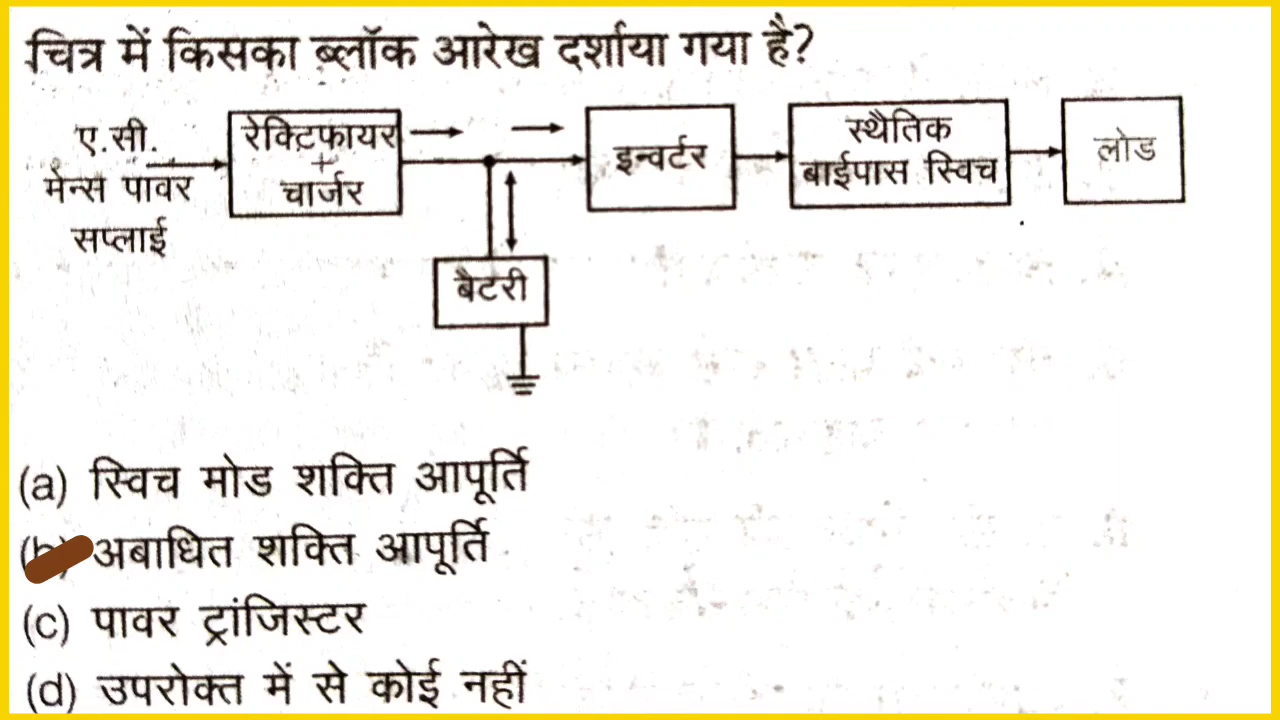 चित्र में किसका ब्लॉक आरेख दर्शाया गया है?
ए.सी.
मेन्स पावर
सप्लाई
रेक्टिफायर
+
चार्जर
इन्वर्टर
स्थैतिक
बाईपास स्विच
लोड
बैटरी
(a) स्विच मोड शक्ति आपूर्ति
(b) अबाधित शक्ति आपूर्ति
(c) पावर ट्रांजिस्टर
(d) उपरोक्त में से कोई नहीं